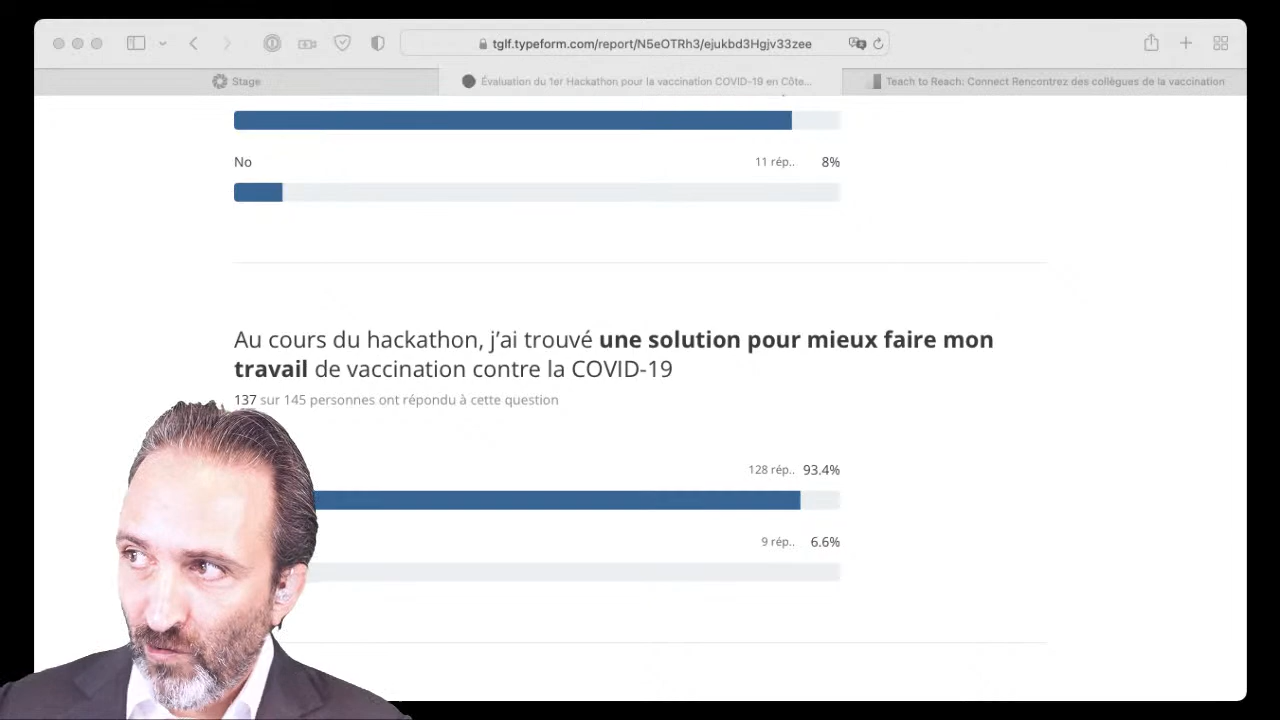 tglf.typeform.com/report/N5eOTRh3/ejukbd3Hgjv33zee
Stage
Évaluation du 1er Hackathon pour la vaccination COVID-19 en Côte...
Teach to Reach: Connect Rencontrez des collègues de la vaccination
No
11 rép.. 8%
Au cours du hackathon, j’ai trouvé une solution pour mieux faire mon
travail de vaccination contre la COVID-19
137 sur 145 personnes ont répondu à cette question
128 rép.. 93.4%
9 rép.. 6.6%